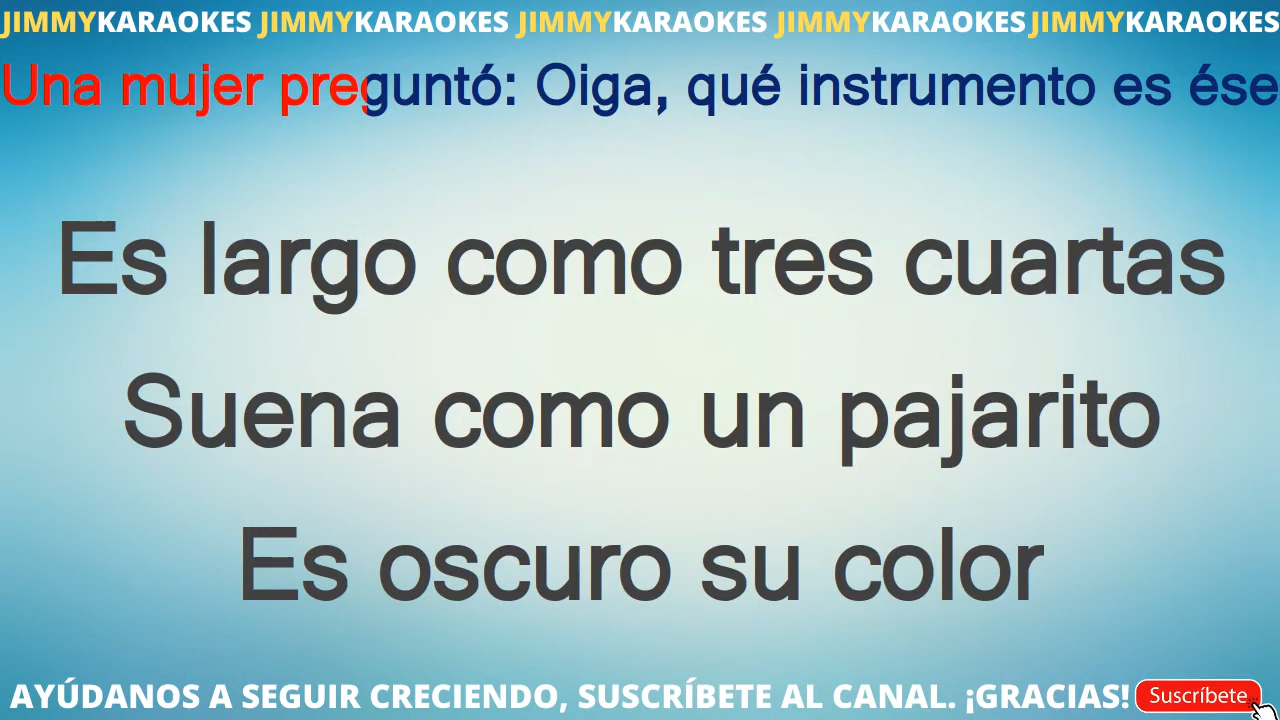 JIMMYKARAOKES JIMMYKARAOKES JIMMYKARAOKES JIMMYKARAOKES JIMMYKARAOKES
Una mujer preguntó: Oiga, qué instrumento es ése
Es largo como tres cuartas
Suena como un pajarito
Es oscuro su color
AYÚDANOS A SEGUIR CRECIENDO, SUSCRÍBETE AL CANAL. ¡GRACIAS! Suscríbete